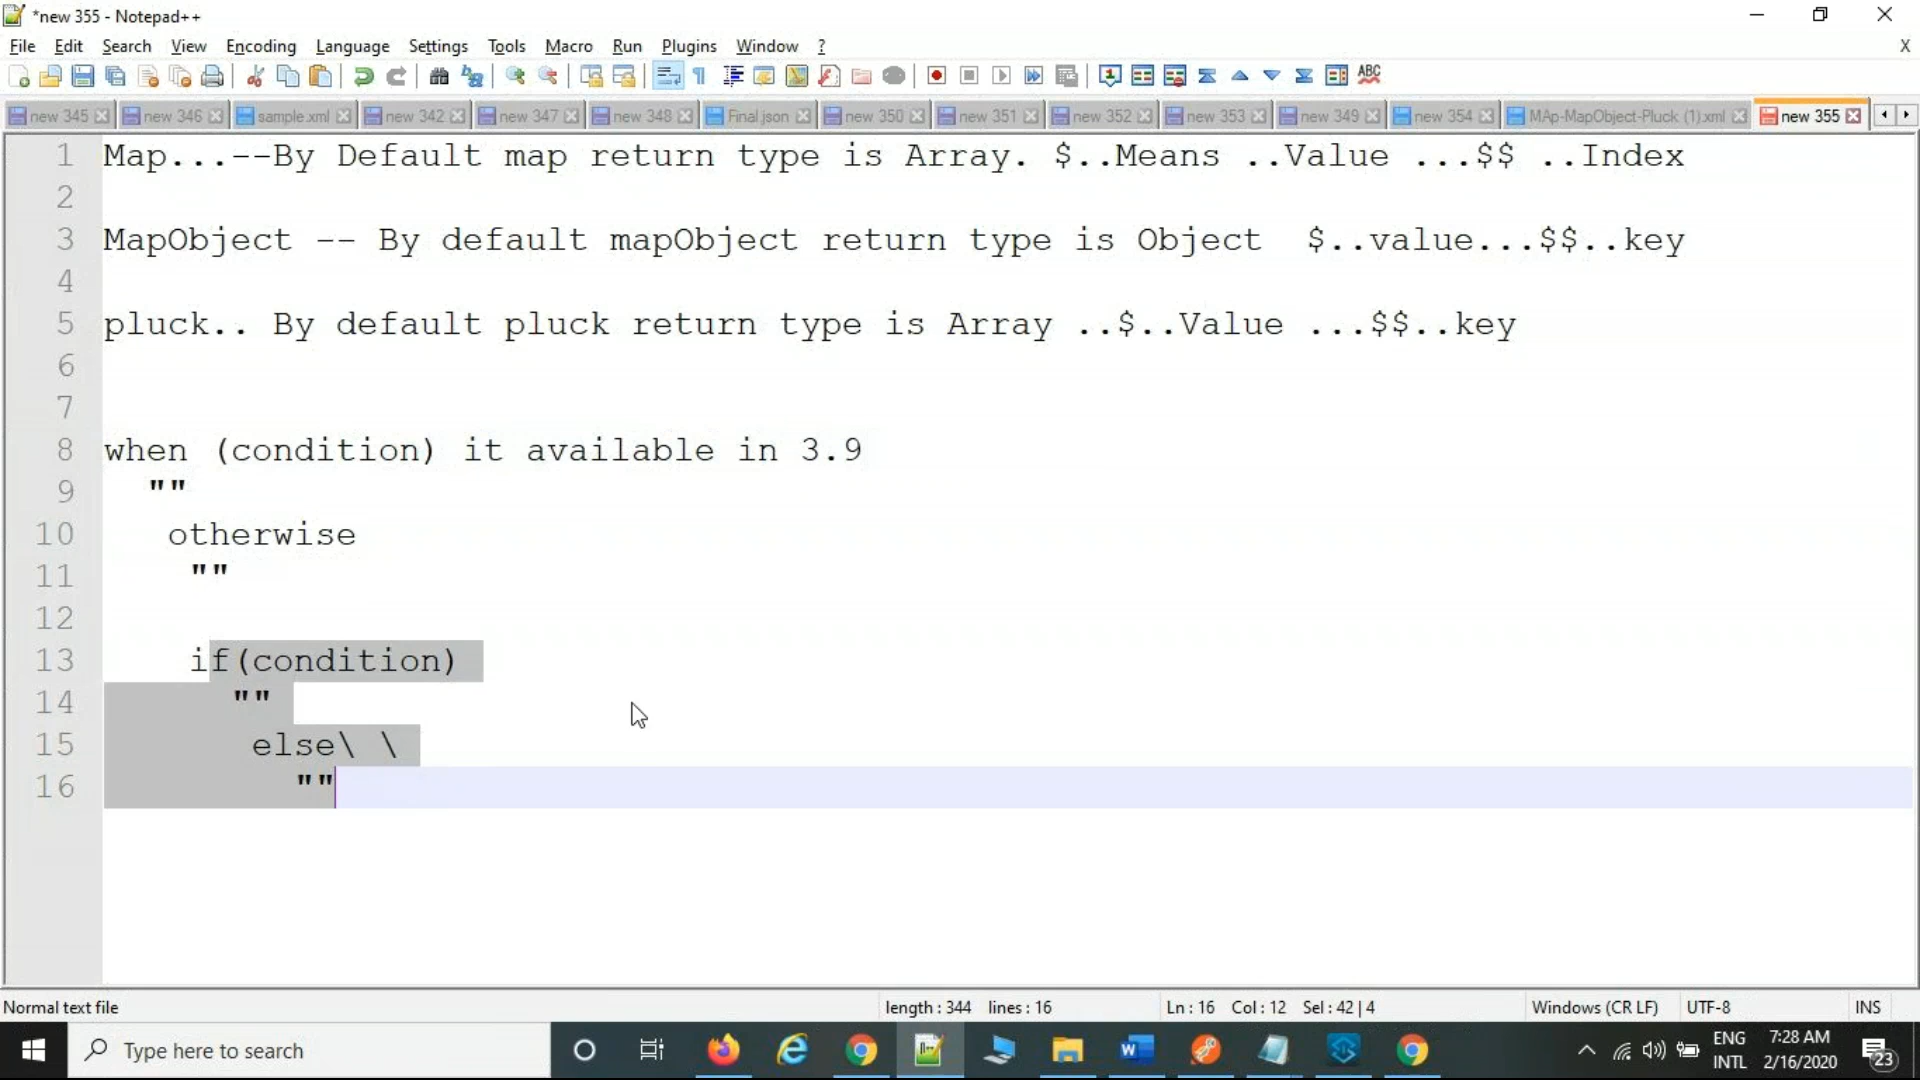 *new 355 - Notepad++
File Edit Search View Encoding Language Settings Tools Macro Run Plugins Window ? X
new 345 new 346 sample.xml new 342 new 347 new 348 Final.json new 350 new 351 new 352 new 353 new 349 new 354 MAp-MapObject-Pluck (1).xml new 355
1 Map...--By Default map return type is Array. $..Means ..Value ...$$ ..Index
2
3 MapObject -- By default mapObject return type is Object  $..value...$$..key
4
5 pluck.. By default pluck return type is Array ..$..Value ...$$..key
6
7
8 when (condition) it available in 3.9
9 ""
10 otherwise
11 ""
12
13 if(condition)
14 ""
15 else\ \
16 ""
Normal text file length : 344 lines : 16 Ln : 16 Col : 12 Sel : 42 | 4 Windows (CR LF) UTF-8 INS
Type here to search ENG 7:28 AM
INTL 2/16/2020 23